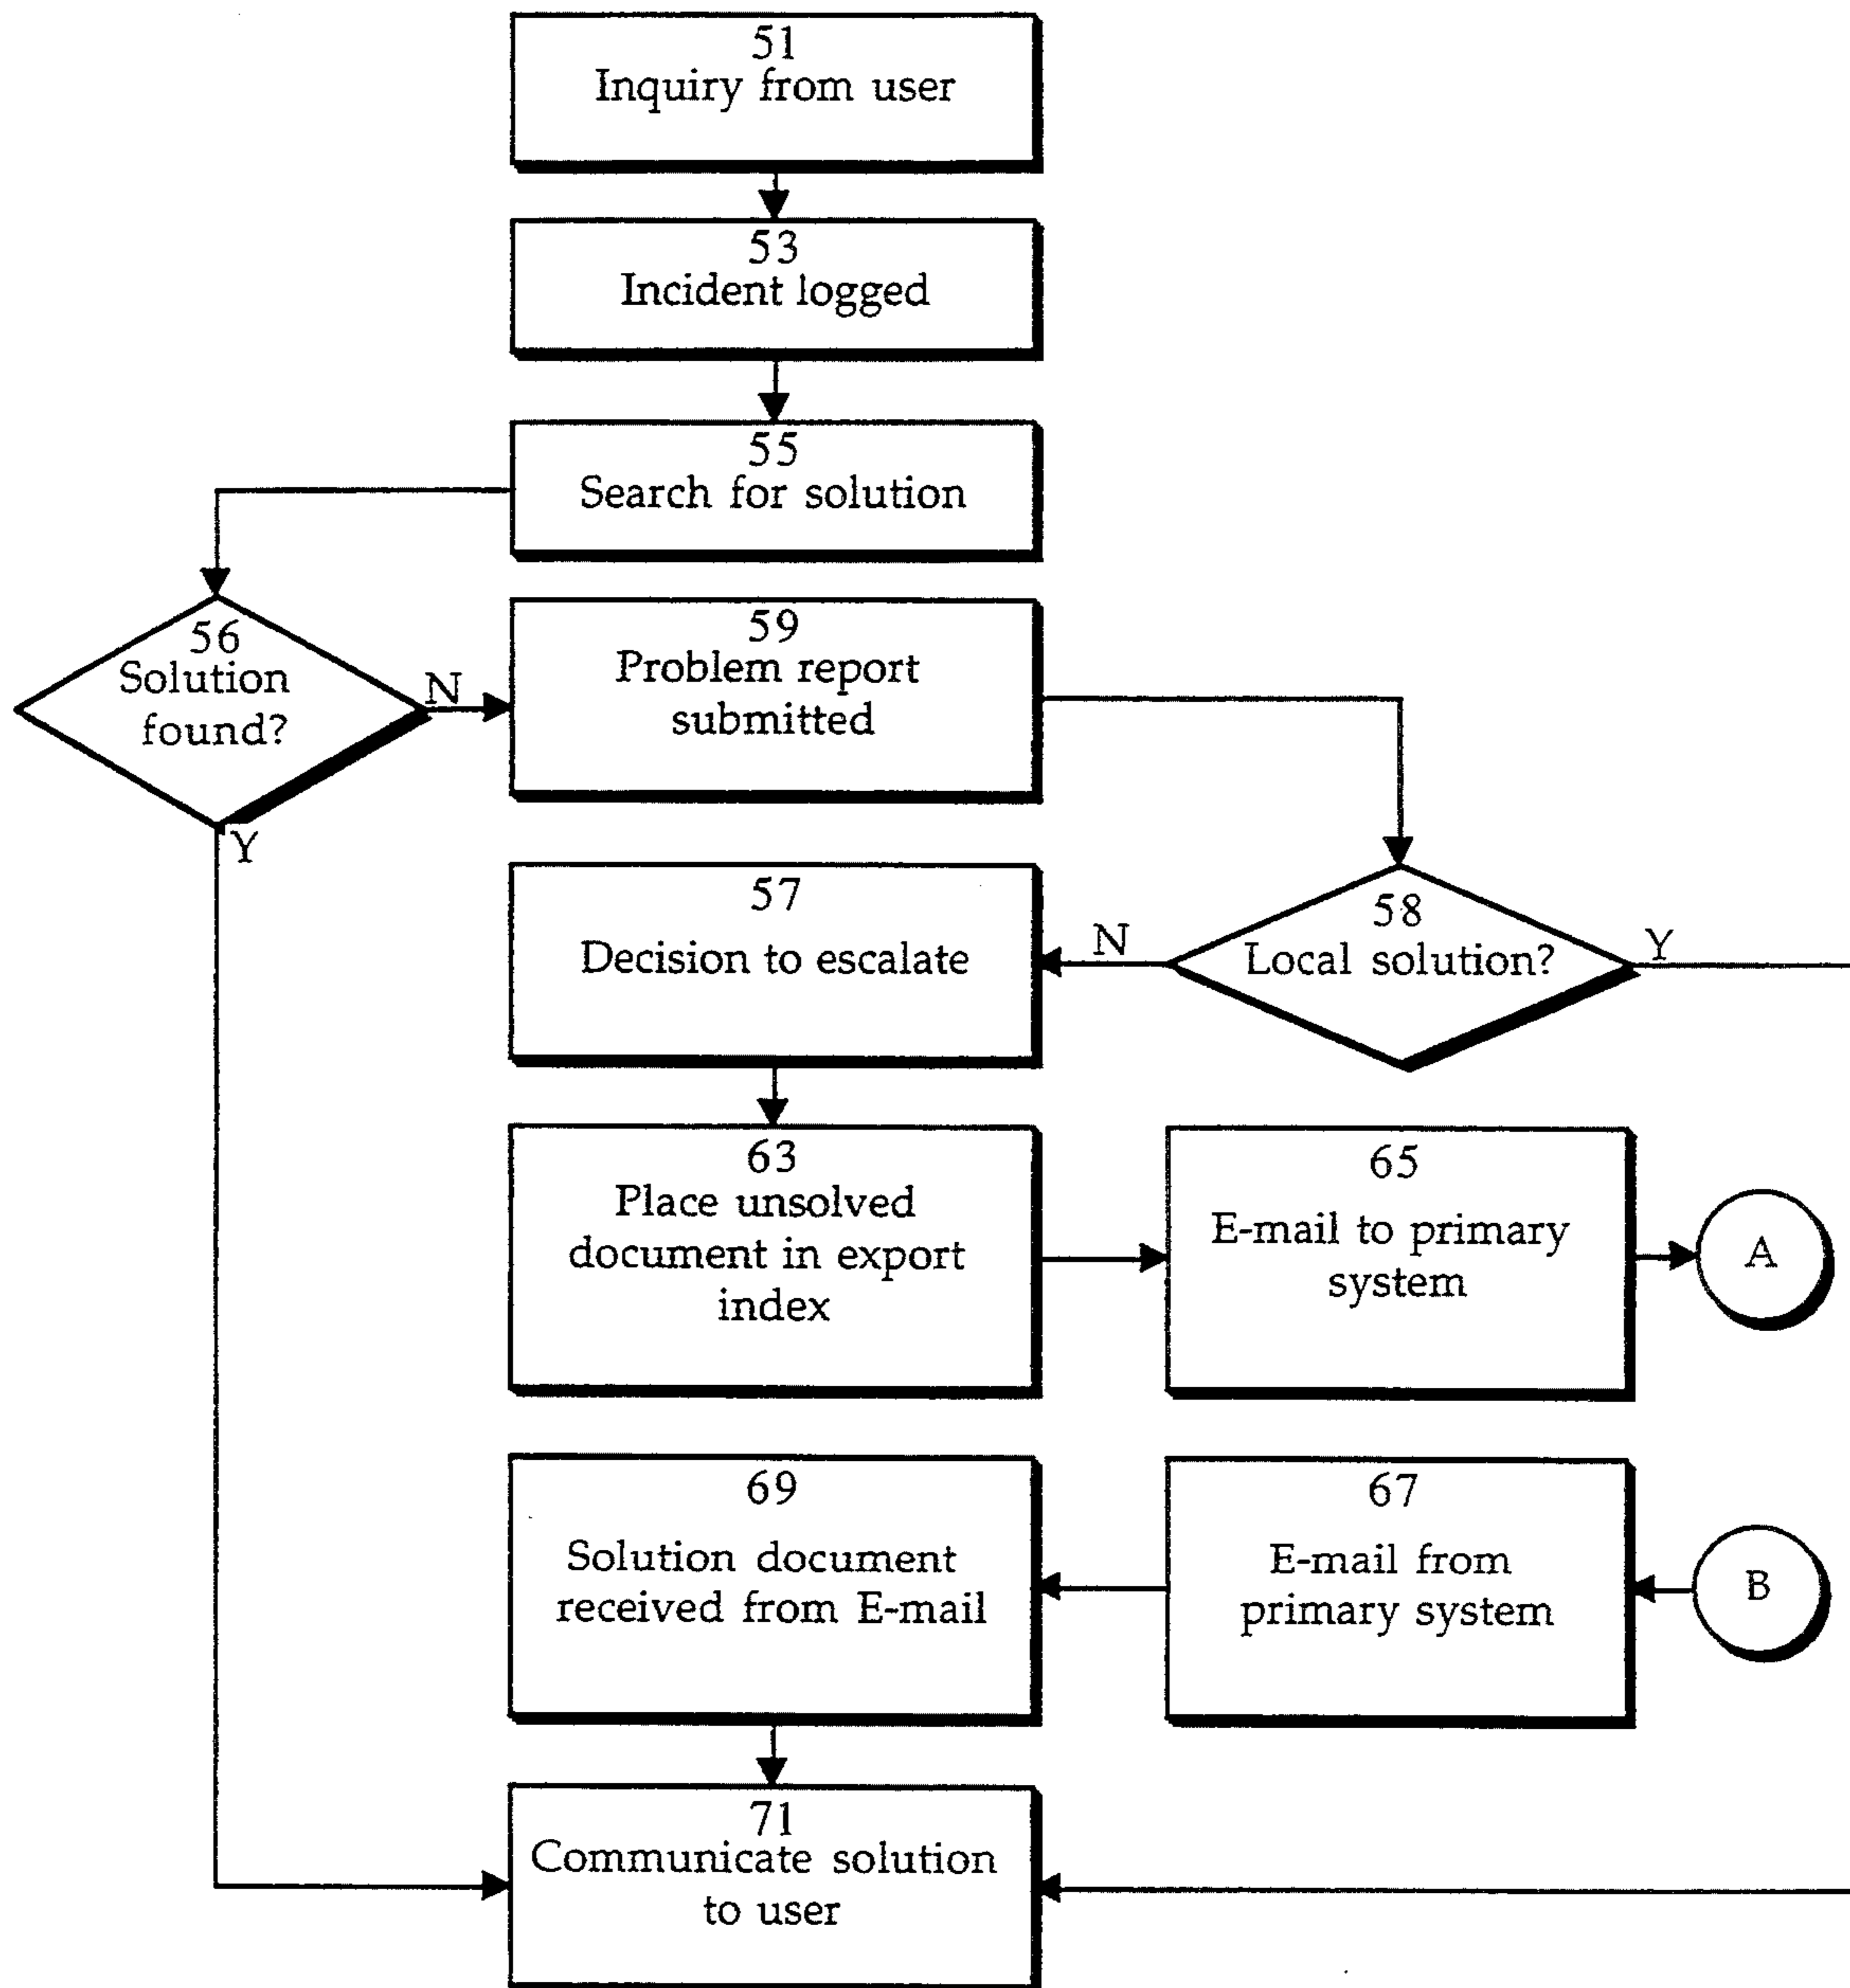 51
Inquiry from user
53
Incident logged
55
Search for solution
56
Solution
found?
N
Y
59
Problem report
submitted
57
Decision to escalate
N
58
Local solution?
Y
63
Place unsolved
document in export
index
65
E-mail to primary
system
A
69
Solution document
received from E-mail
67
E-mail from
primary system
B
71
Communicate solution
to user